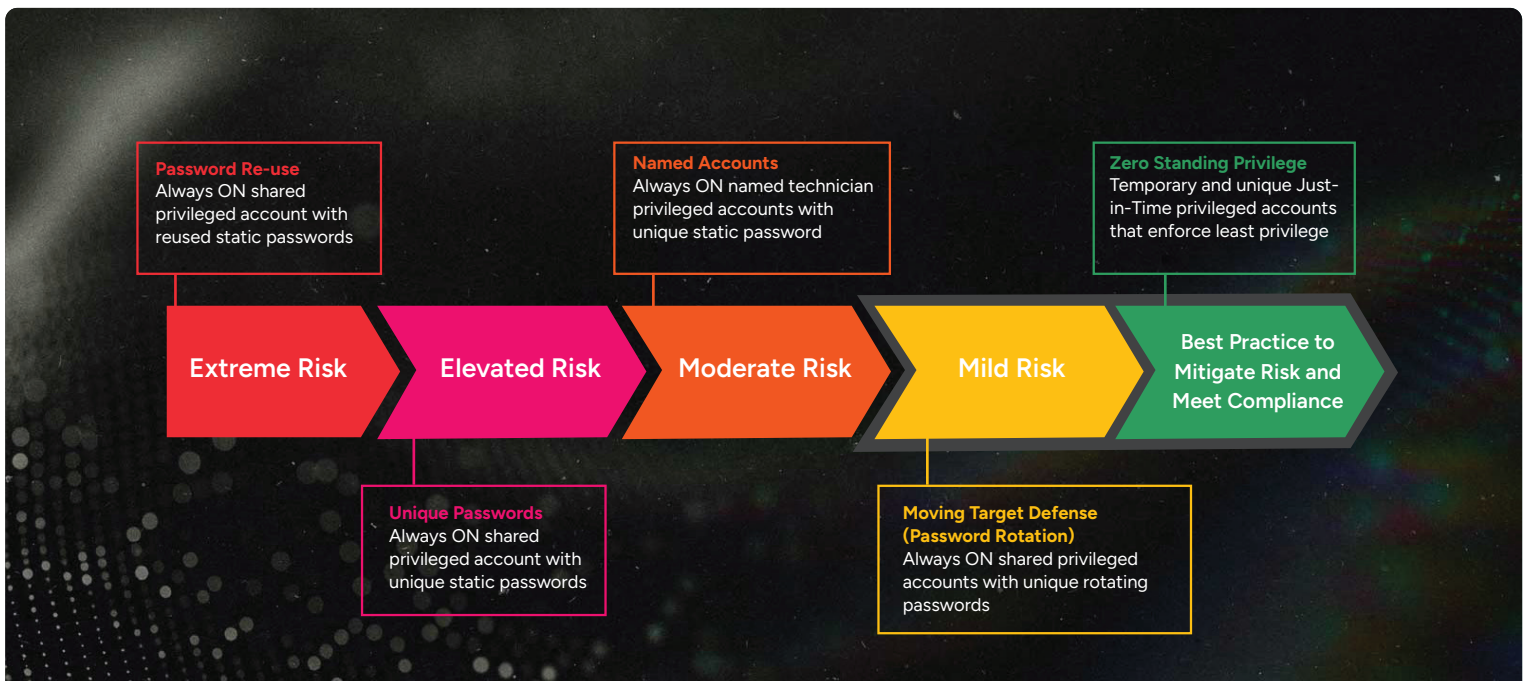 Password Re-use
Always ON shared
privileged account with
reused static passwords
Named Accounts
Always ON named technician
privileged accounts with
unique static password
Zero Standing Privilege
Temporary and unique Just-
in-Time privileged accounts
that enforce least privilege
Extreme Risk
Elevated Risk
Moderate Risk
Mild Risk
Best Practice to
Mitigate Risk and
Meet Compliance
Unique Passwords
Always ON shared
privileged account with
unique static passwords
Moving Target Defense
(Password Rotation)
Always ON shared privileged
accounts with unique rotating
passwords